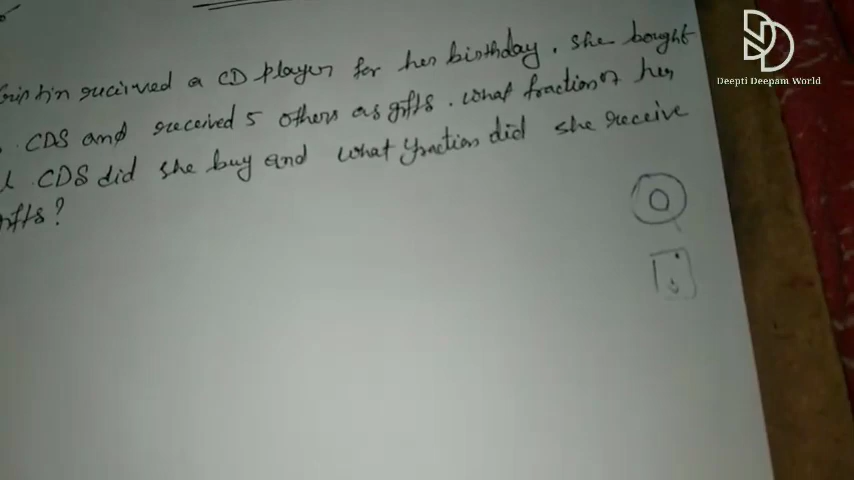 received a CD player for her birthday. she bought
CDS and received 5 others as gifts. what fraction of her
CDS did she buy and what fraction did she receive
gifts?
Deepti Deepam World